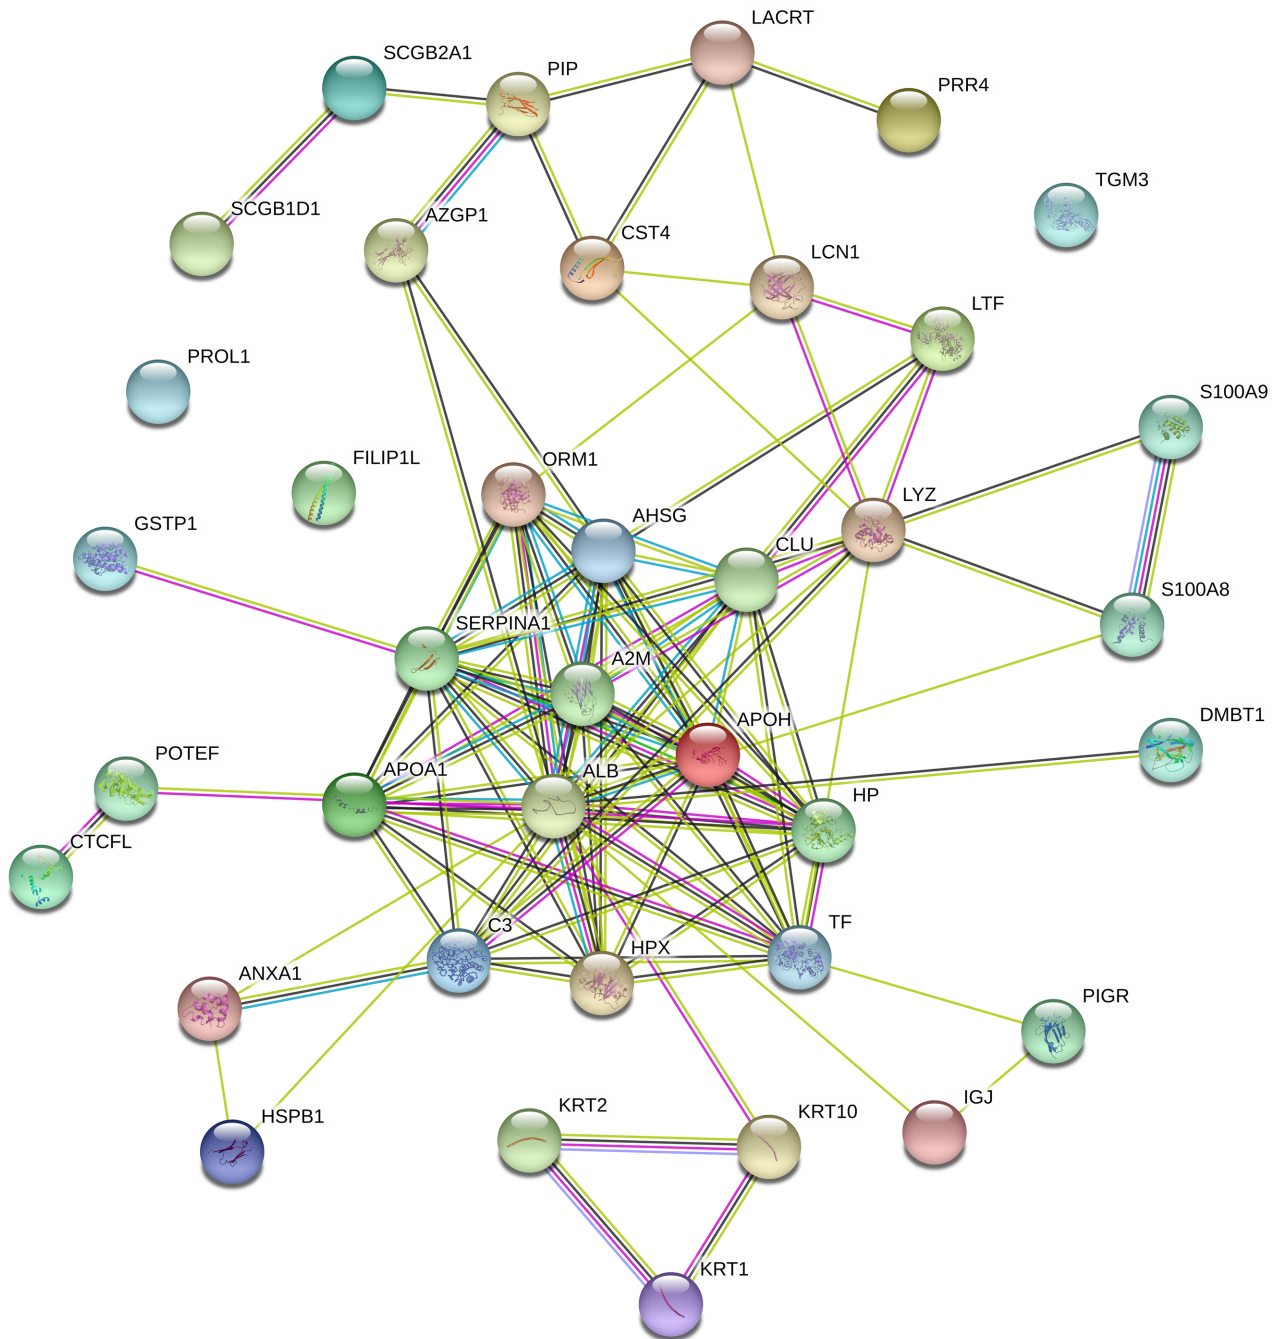 LACRT
SCGB2A1
PIP
PRR4
TGM3
SCGB1D1
AZGP1
CST4
LCN1
LTF
PROL1
S100A9
FILIP1L
ORM1
LYZ
AHSG
GSTP1
CLU
S100A8
SERPINA1
A2M
APOH
DMBT1
POTEF
APOA1
ALB
HP
CTCFL
C3
TF
HPX
ANXA1
PIGR
IGJ
KRT2
KRT10
HSPB1
KRT1